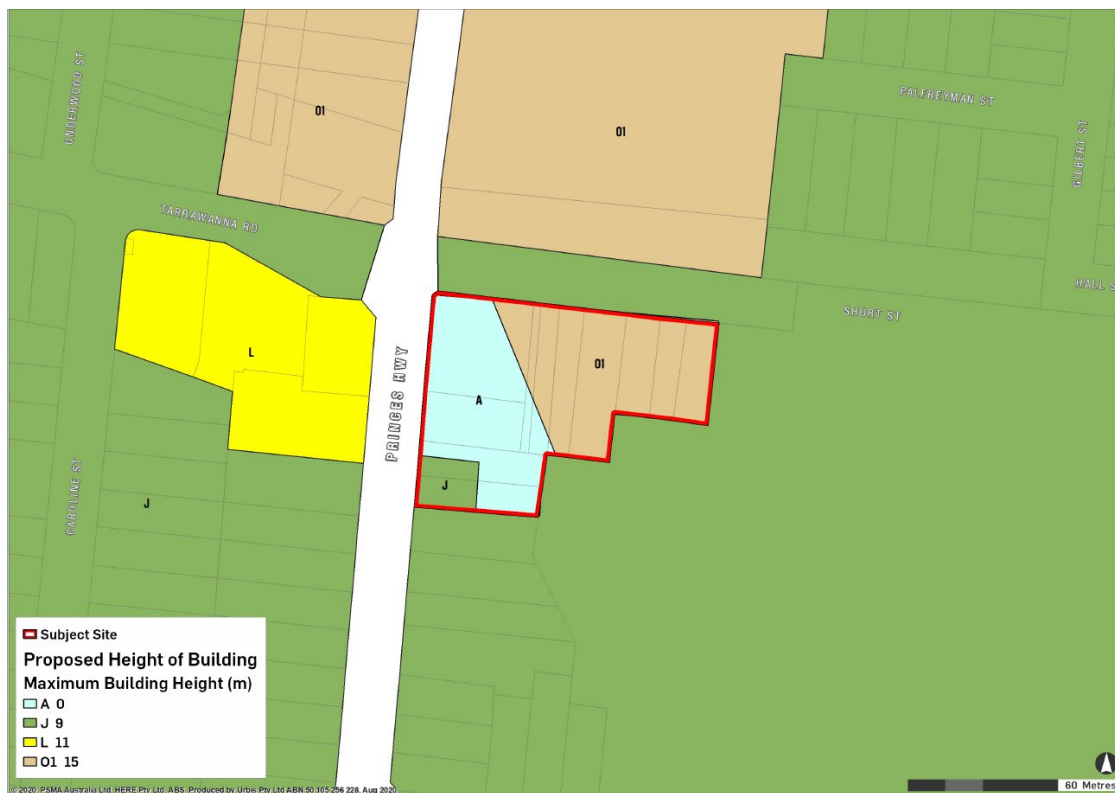 UNDERWOOD ST
O1
O1
PALFREYMAN ST
GILBERT ST
TARRAWANNA RD
HALL S
SHORT ST
L
O1
A
PRINCES HWY
J
J
CAROLINE ST
Subject Site
Proposed Height of Building
Maximum Building Height (m)
A 0
J 9
L 11
O1 15
© 2020. PSMA Australia Ltd, HERE Pty Ltd, ABS. Produced by Urbis Pty Ltd ABN 50 105 256 228, Aug 2020
60 Metres